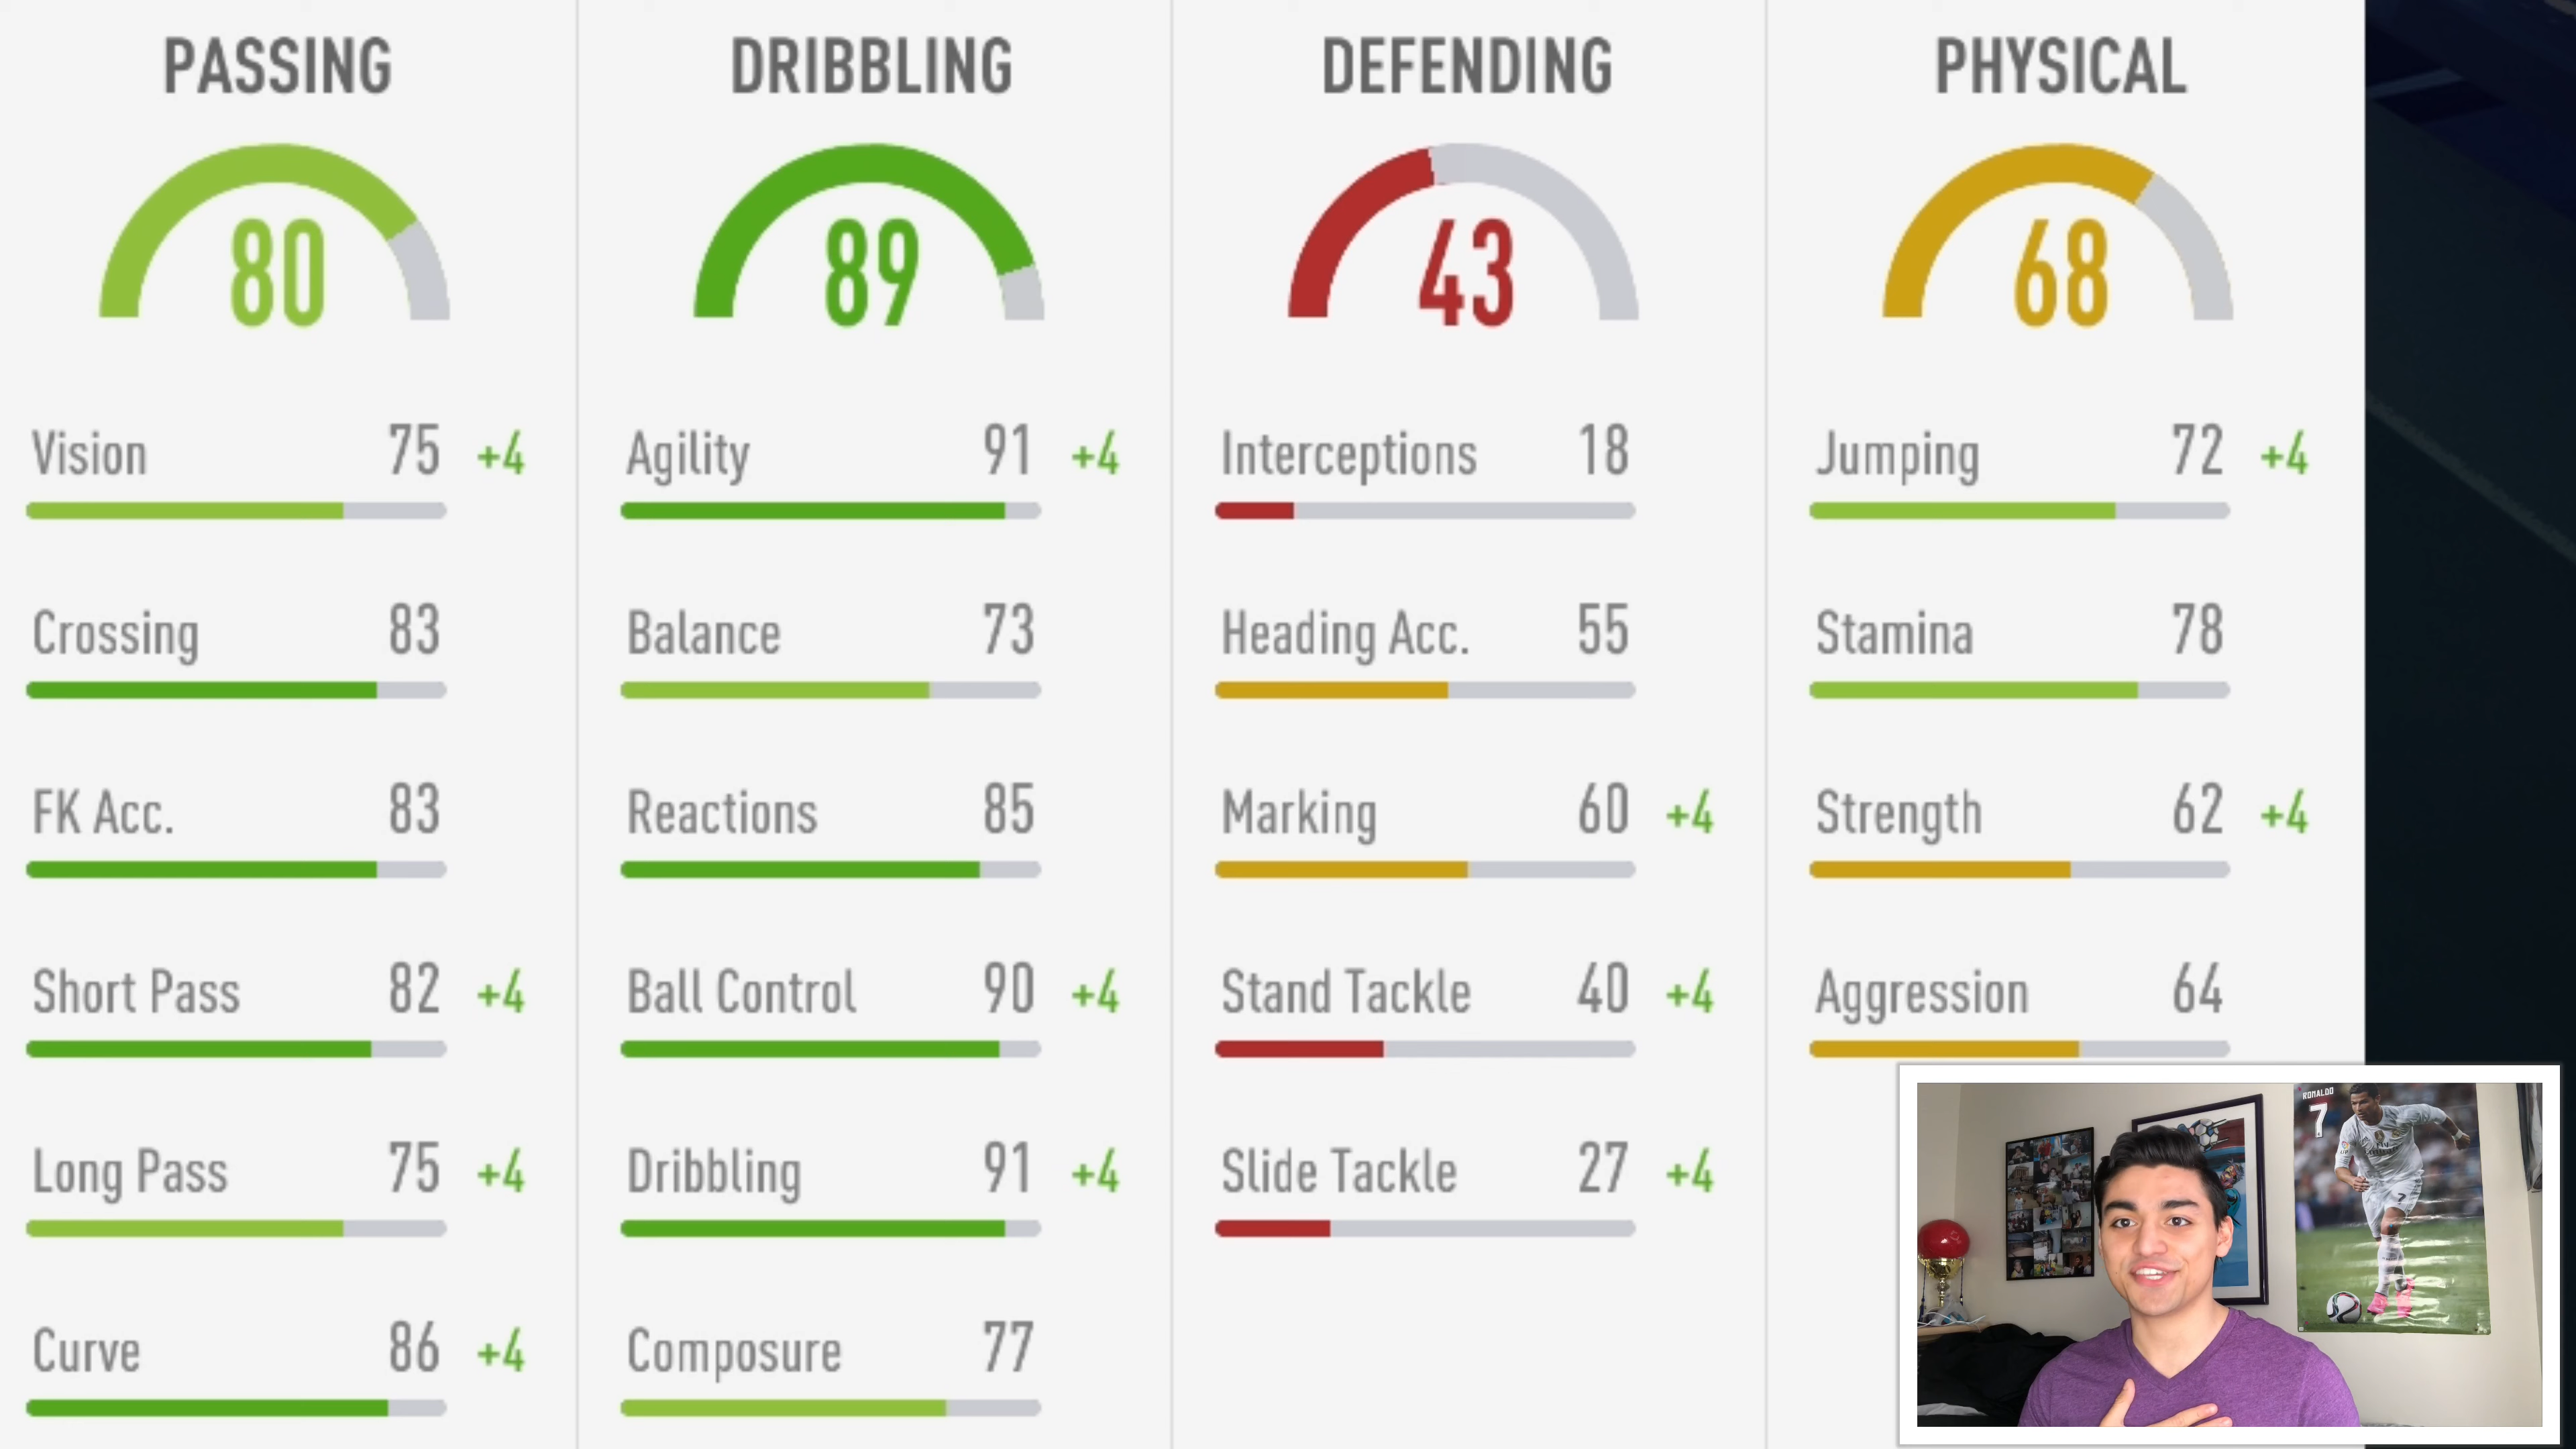 PASSING
80
Vision 75 +4
Crossing 83
FK Acc. 83
Short Pass 82 +4
Long Pass 75 +4
Curve 86 +4
DRIBBLING
89
Agility 91 +4
Balance 73
Reactions 85
Ball Control 90 +4
Dribbling 91 +4
Composure 77
DEFENDING
43
Interceptions 18
Heading Acc. 55
Marking 60 +4
Stand Tackle 40 +4
Slide Tackle 27 +4
PHYSICAL
68
Jumping 72 +4
Stamina 78
Strength 62 +4
Aggression 64
RONALDO
7